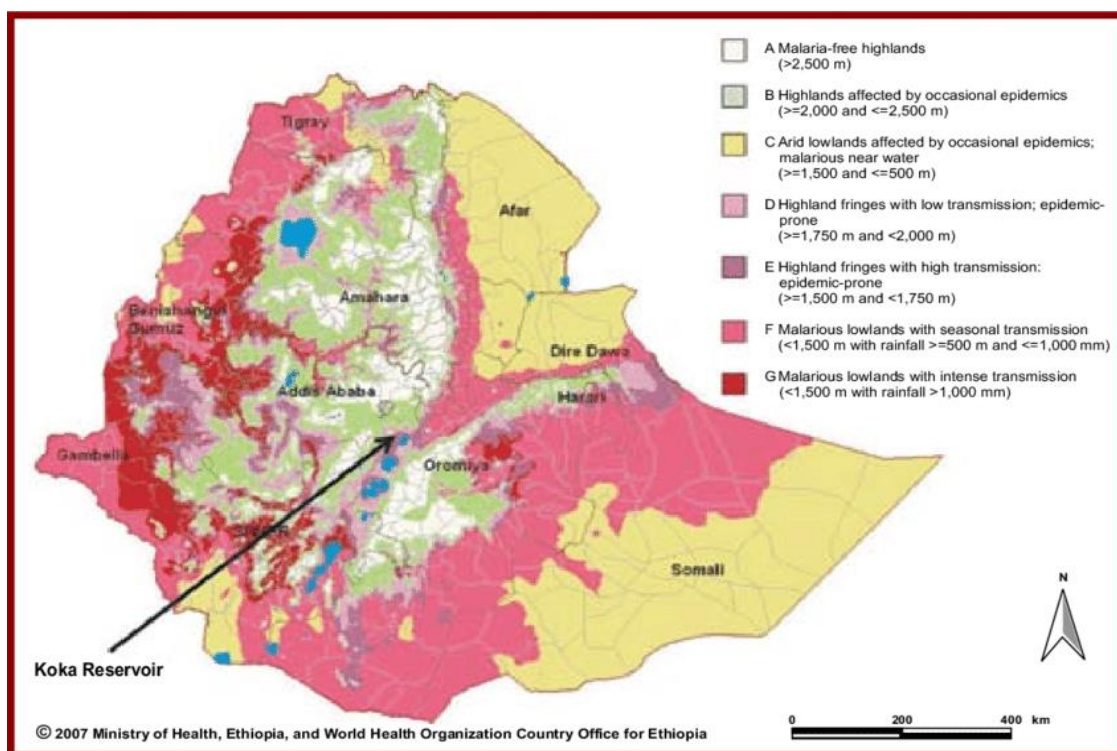 A Malaria-free highlands
(>2,500 m)
B Highlands affected by occasional epidemics
(>=2,000 and <=2,500 m)
C Arid lowlands affected by occasional epidemics;
malarious near water
(>=1,500 and <=500 m)
D Highland fringes with low transmission; epidemic-
prone
(>=1,750 m and <2,000 m)
E Highland fringes with high transmission:
epidemic-prone
(>=1,500 m and <1,750 m)
F Malarious lowlands with seasonal transmission
(<1,500 m with rainfall >=500 m and <=1,000 mm)
G Malarious lowlands with intense transmission
(<1,500 m with rainfall >1,000 mm)
Tigray
Afar
Amahara
Benishangul
Gumuz
Dire Dawa
Addis Ababa
Harari
Gambella
Oromiya
Somali
N
Koka Reservoir
0 200 400 km
© 2007 Ministry of Health, Ethiopia, and World Health Organization Country Office for Ethiopia